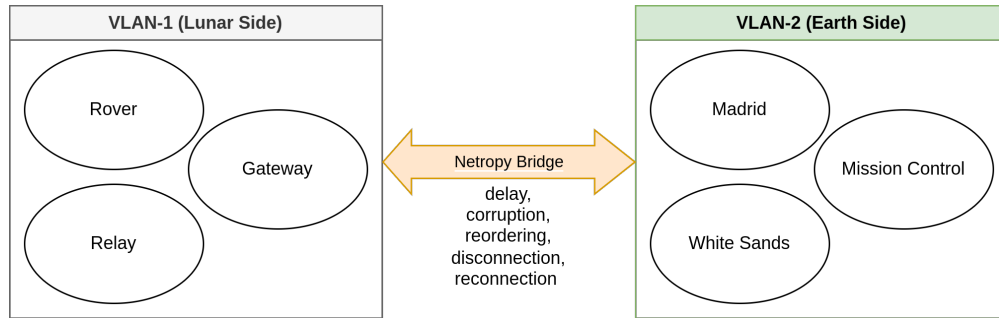 VLAN-1 (Lunar Side)
Rover
Gateway
Relay
Netropy Bridge
delay,
corruption,
reordering,
disconnection,
reconnection
VLAN-2 (Earth Side)
Madrid
Mission Control
White Sands